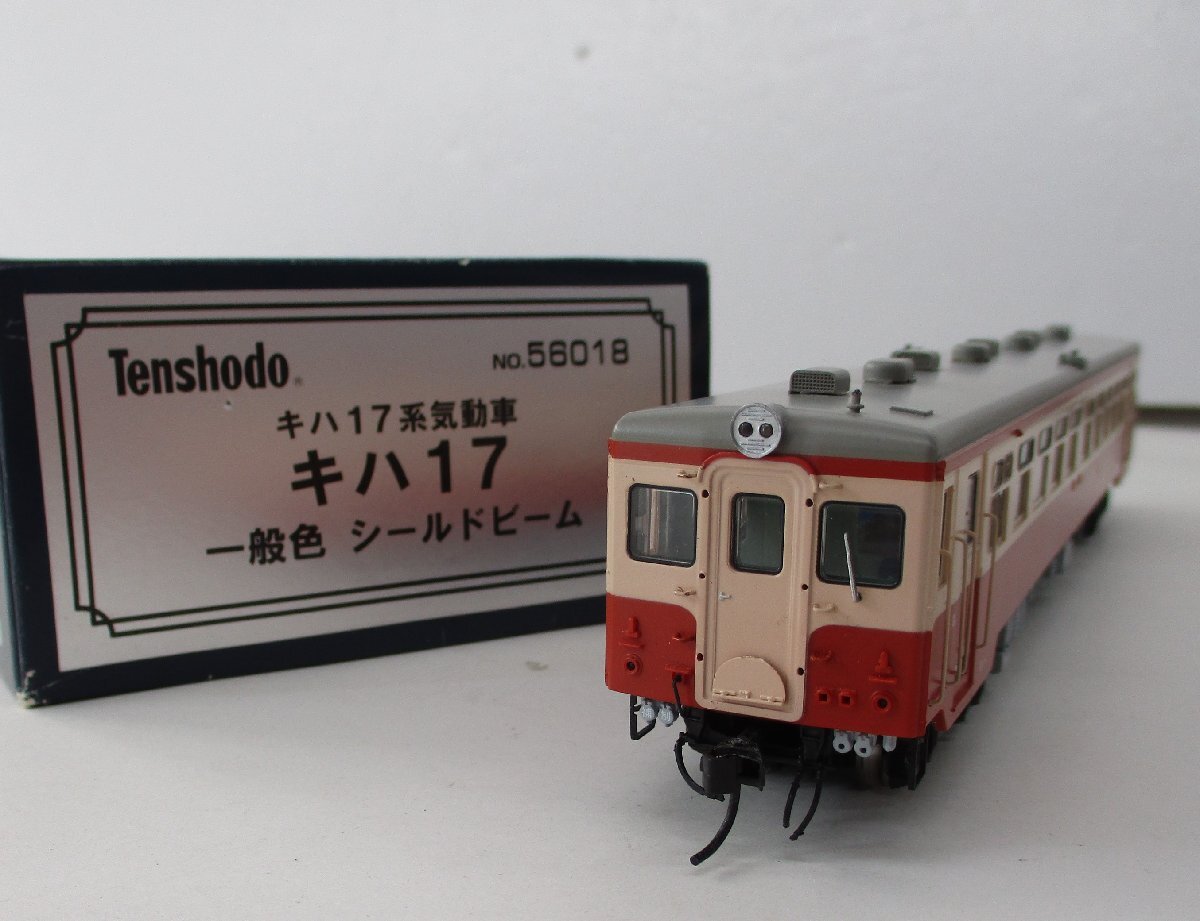 Tenshodo®
NO.56018
キハ17系気動車
キハ17
一般色 シールドビーム